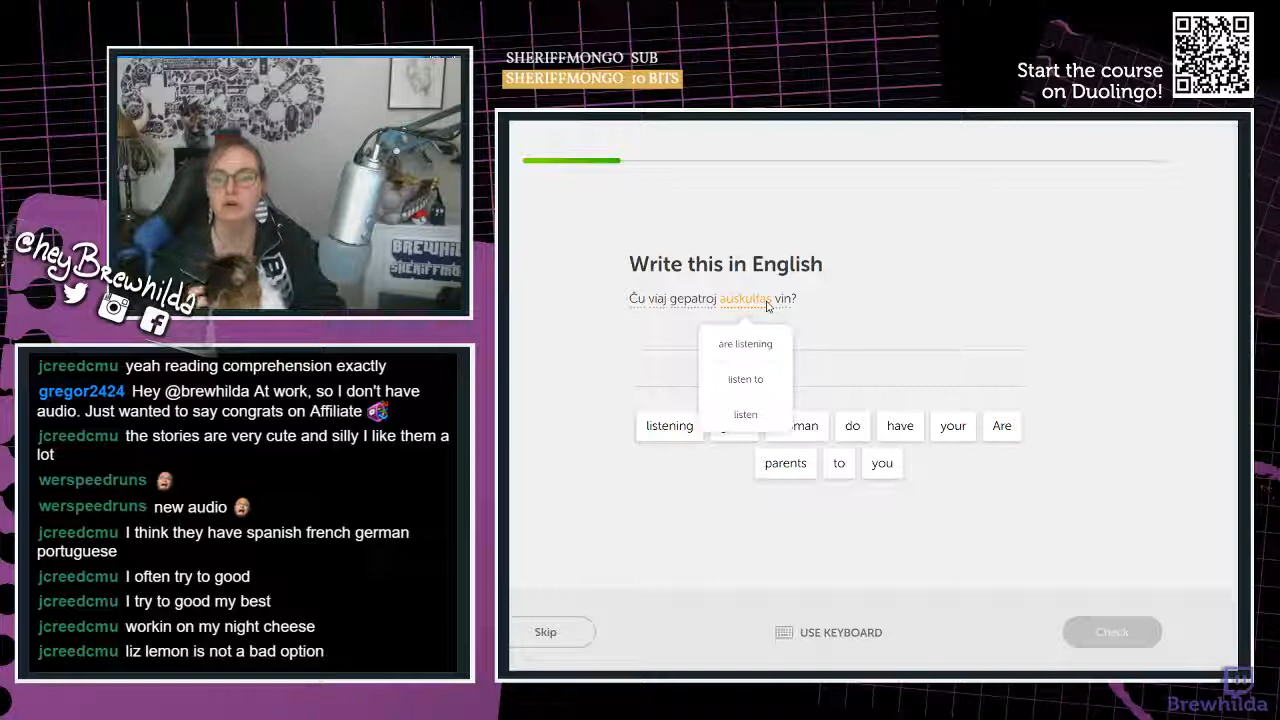 SHERIFFMONGO SUB
SHERIFFMONGO 10 BITS
Start the course
on Duolingo!
@heyBrewhilda
BREWHIL
SHERIFFM
Write this in English
Ĉu viaj gepatroj aŭskultas vin?
are listening
listen to
listen
listening
man
do
have
your
Are
parents
to
you
Skip
USE KEYBOARD
Check
jcreedcmu yeah reading comprehension exactly
gregor2424 Hey @brewhilda At work, so I don't have
audio. Just wanted to say congrats on Affiliate
jcreedcmu the stories are very cute and silly I like them a
lot
werspeedruns
werspeedruns new audio
jcreedcmu I think they have spanish french german
portuguese
jcreedcmu I often try to good
jcreedcmu I try to good my best
jcreedcmu workin on my night cheese
jcreedcmu liz lemon is not a bad option
Brewhilda